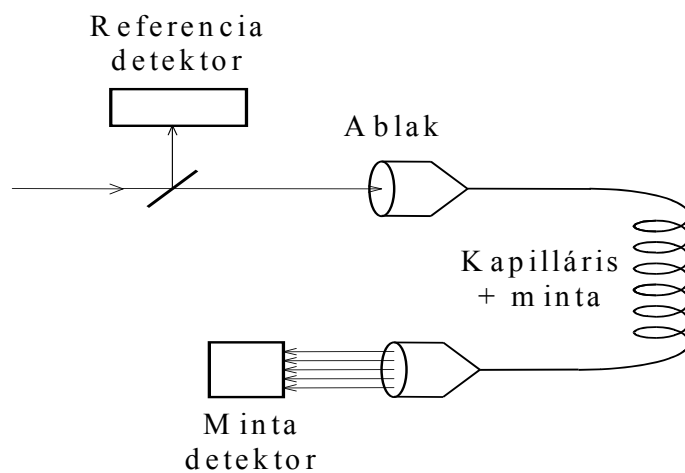 Referencia
detektor
Ablak
Kapilláris
+ minta
Minta
detektor